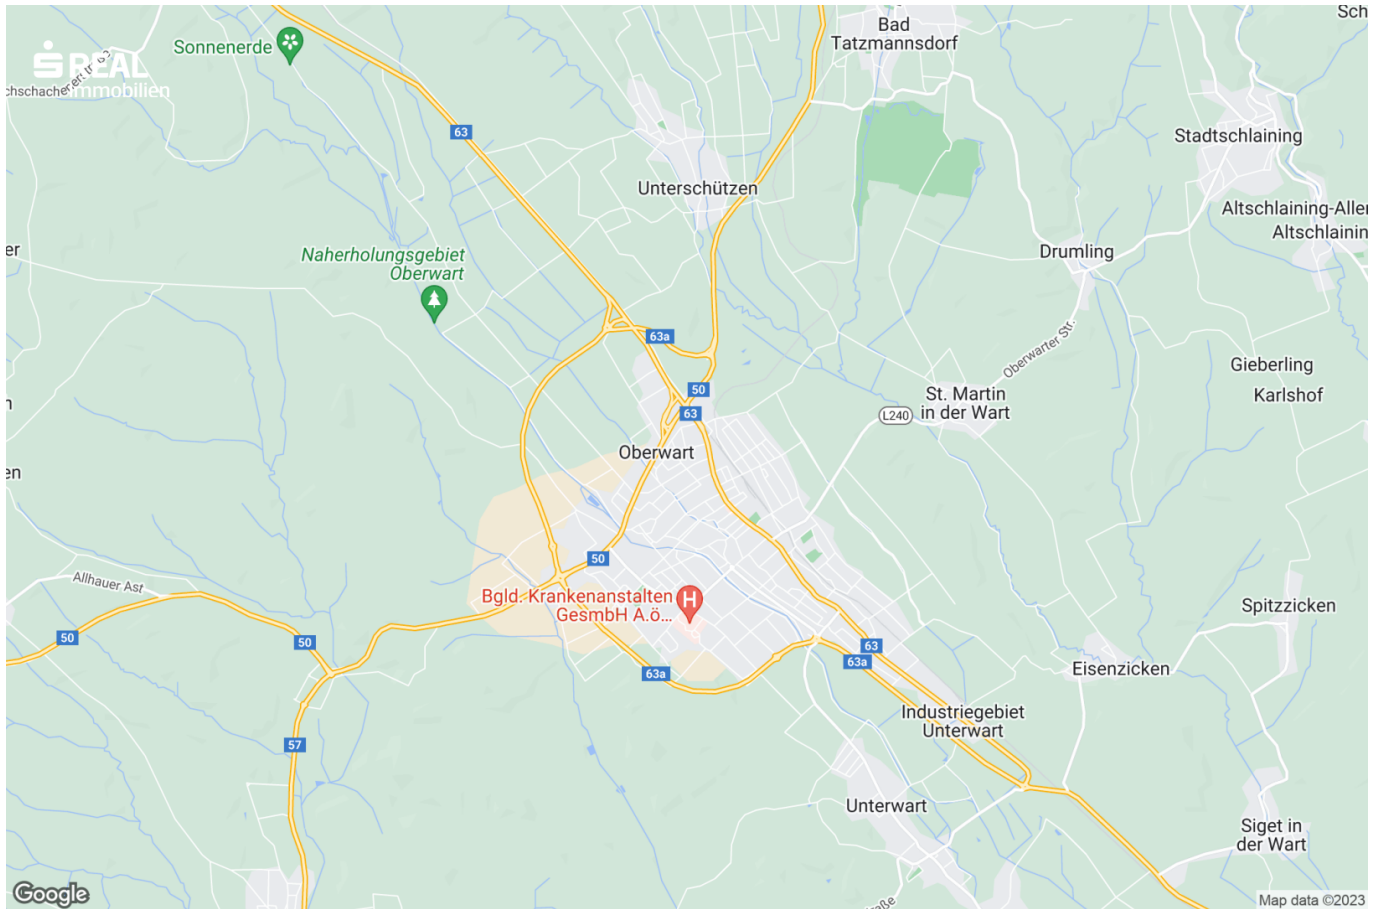 Sch
Bad
Tatzmannsdorf
Sonnenerde
REAL
immobilien
63
Stadtschlaining
Unterschützen
Altschlaining-Aller
Altschlainin
er
Naherholungsgebiet
Oberwart
Drumling
63a
Oberwarter Str.
Gieberling
50
St. Martin
in der Wart
Karlshof
63
L240
Oberwart
en
50
Allhauer Ast
Bgld. Krankenanstalten
GesmbH A.ö...
H
Spitzzicken
50
50
63
63a
Eisenzicken
63a
Industriegebiet
Unterwart
57
Unterwart
Siget in
der Wart
Google
Map data ©2023